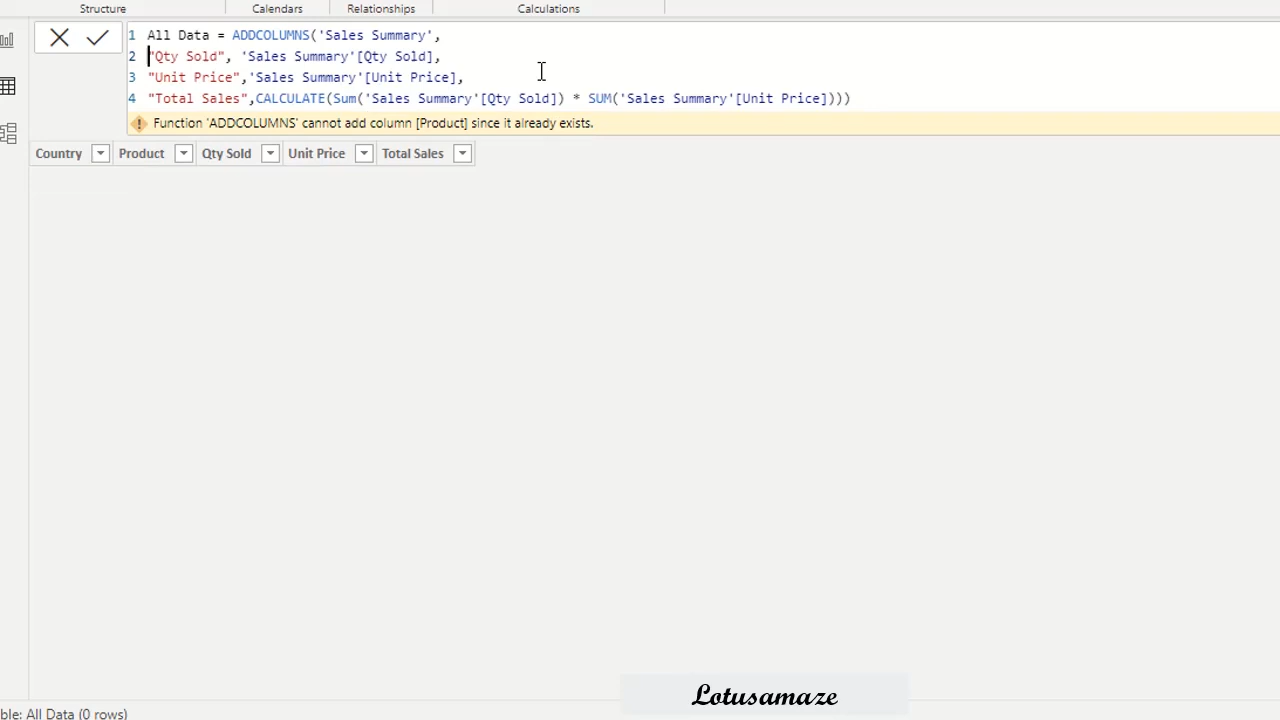 Structure Calendars Relationships Calculations
1 All Data = ADDCOLUMNS('Sales Summary',
2 "Qty Sold", 'Sales Summary'[Qty Sold],
3 "Unit Price",'Sales Summary'[Unit Price],
4 "Total Sales",CALCULATE(Sum('Sales Summary'[Qty Sold]) * SUM('Sales Summary'[Unit Price])))
Function 'ADDCOLUMNS' cannot add column [Product] since it already exists.
Country Product Qty Sold Unit Price Total Sales
Lotusamaze
ble: All Data (0 rows)